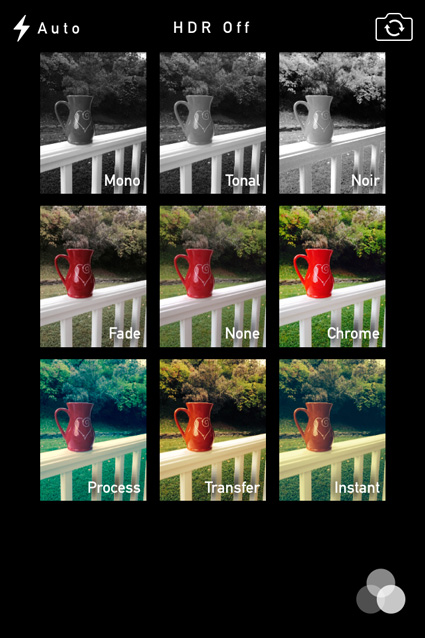 Auto HDR Off
Mono Tonal Noir
Fade None Chrome
Process Transfer Instant